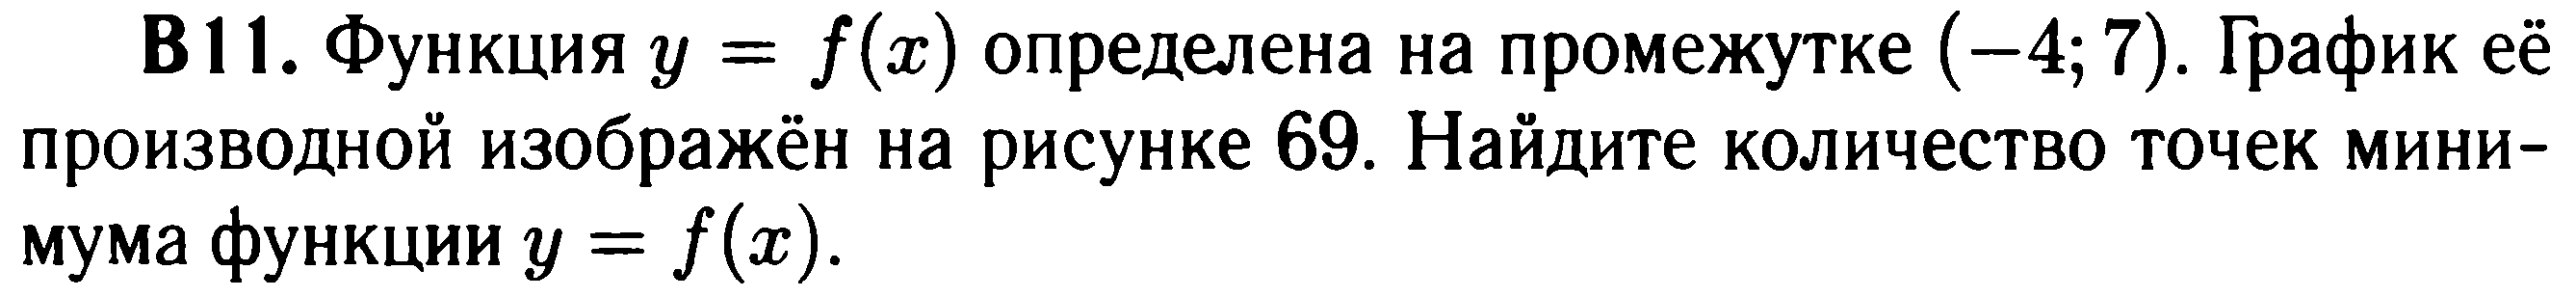 B11. Функция y = f(x) определена на промежутке (−4; 7). График её
производной изображён на рисунке 69. Найдите количество точек мини-
мума функции y = f(x).